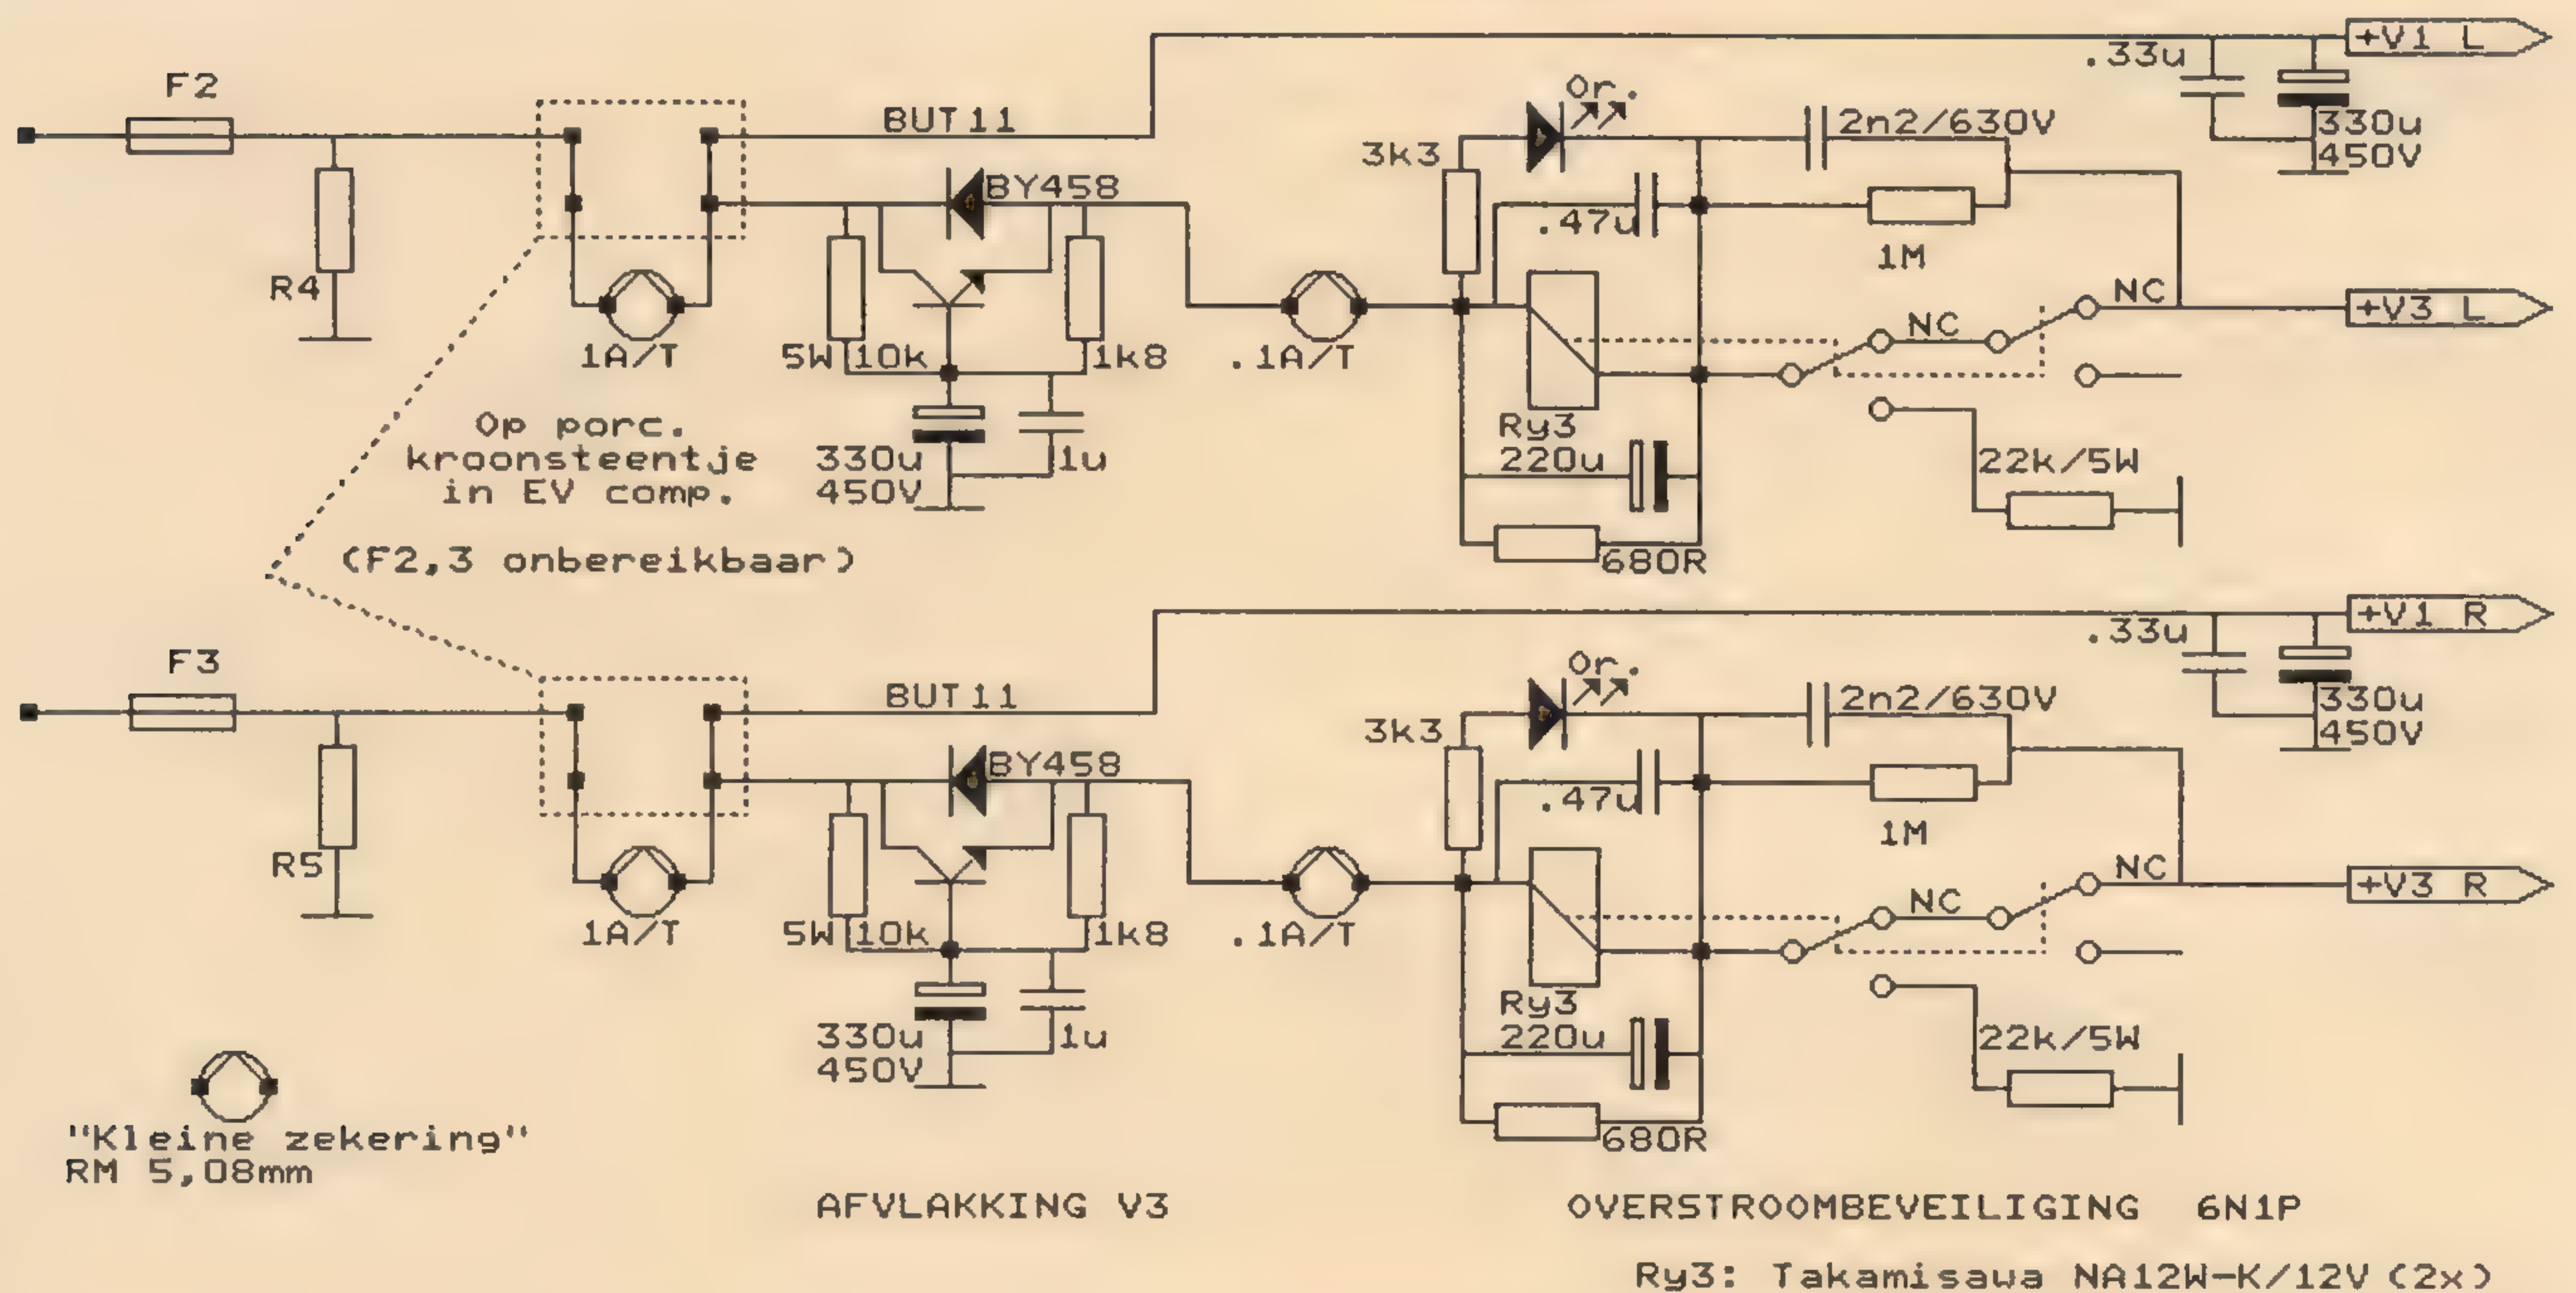 +V1 L
.33u
F2
Or.
BUT11
2n2/630V
330u
450V
3k3
BY458
.47u
1M
R4
NC
+V3 L
NC
1A/T
5W
10k
1k8
.1A/T
Op porc.
kroonsteentje
in EV comp.
Ry3
220u
330u
450V
1u
22k/5W
(F2,3 onbereikbaar)
680R
+V1 R
.33u
F3
Or.
BUT11
2n2/630V
330u
450V
3k3
BY458
.47u
1M
R5
NC
+V3 R
NC
1A/T
5W
10k
1k8
.1A/T
Ry3
220u
330u
450V
1u
22k/5W
680R
"Kleine zekering"
RM 5,08mm
AFVLAKKING V3
OVERSTROOMBEVEILIGING 6N1P
Ry3: Takamisawa NA12W-K/12V (2x)